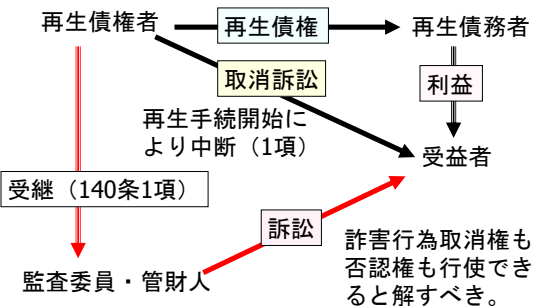 再生債権者
再生債権
再生債務者
取消訴訟
利益
再生手続開始に
より中断（1項）
受益者
受継（140条1項）
訴訟
詐害行為取消権も
否認権も行使でき
ると解すべき。
監査委員・管財人